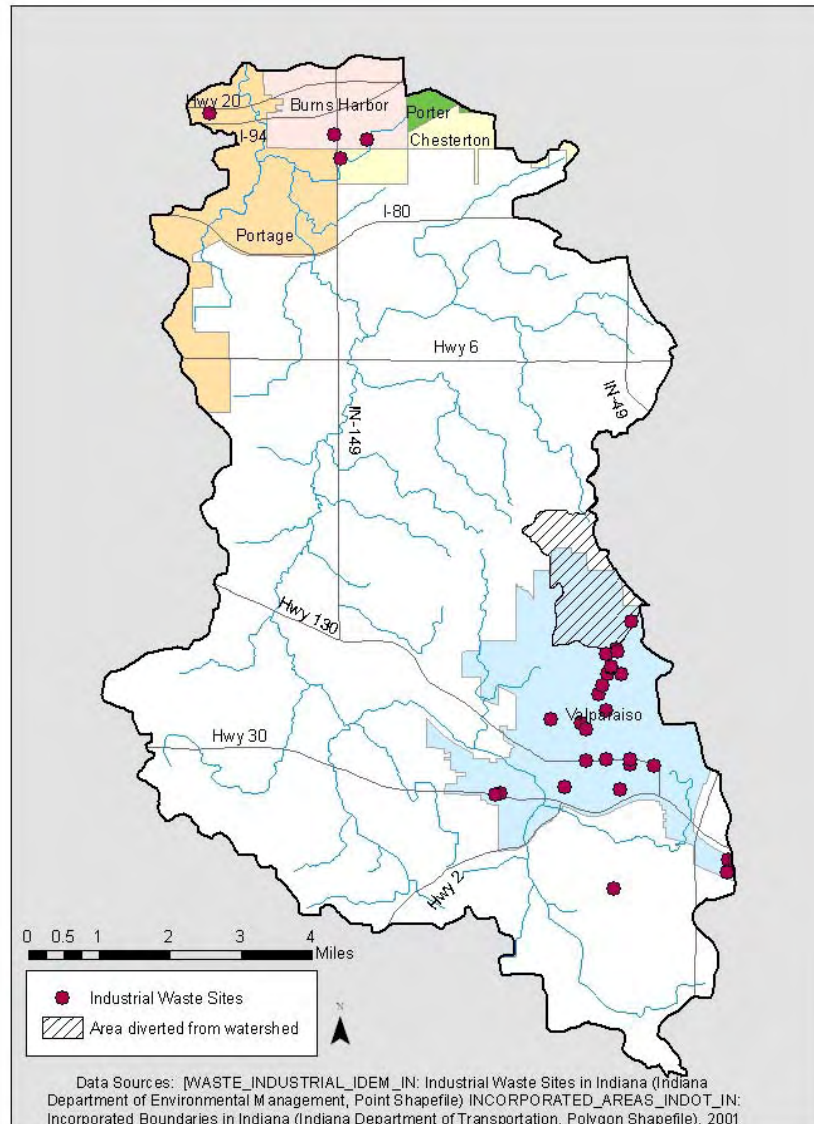 Hwy 20
Burns Harbor
Porter
I-94
Chesterton
I-80
Portage
Hwy 6
IN-49
IN-149
Hwy 130
Valparaiso
Hwy 30
Hwy 2
0 0.5 1 2 3 4
Miles
Industrial Waste Sites
Area diverted from watershed
N
Data Sources: [WASTE_INDUSTRIAL_IDEM_IN: Industrial Waste Sites in Indiana (Indiana
Department of Environmental Management, Point Shapefile) INCORPORATED_AREAS_INDOT_IN:
Incorporated Boundaries in Indiana (Indiana Department of Transportation, Polygon Shapefile), 2001